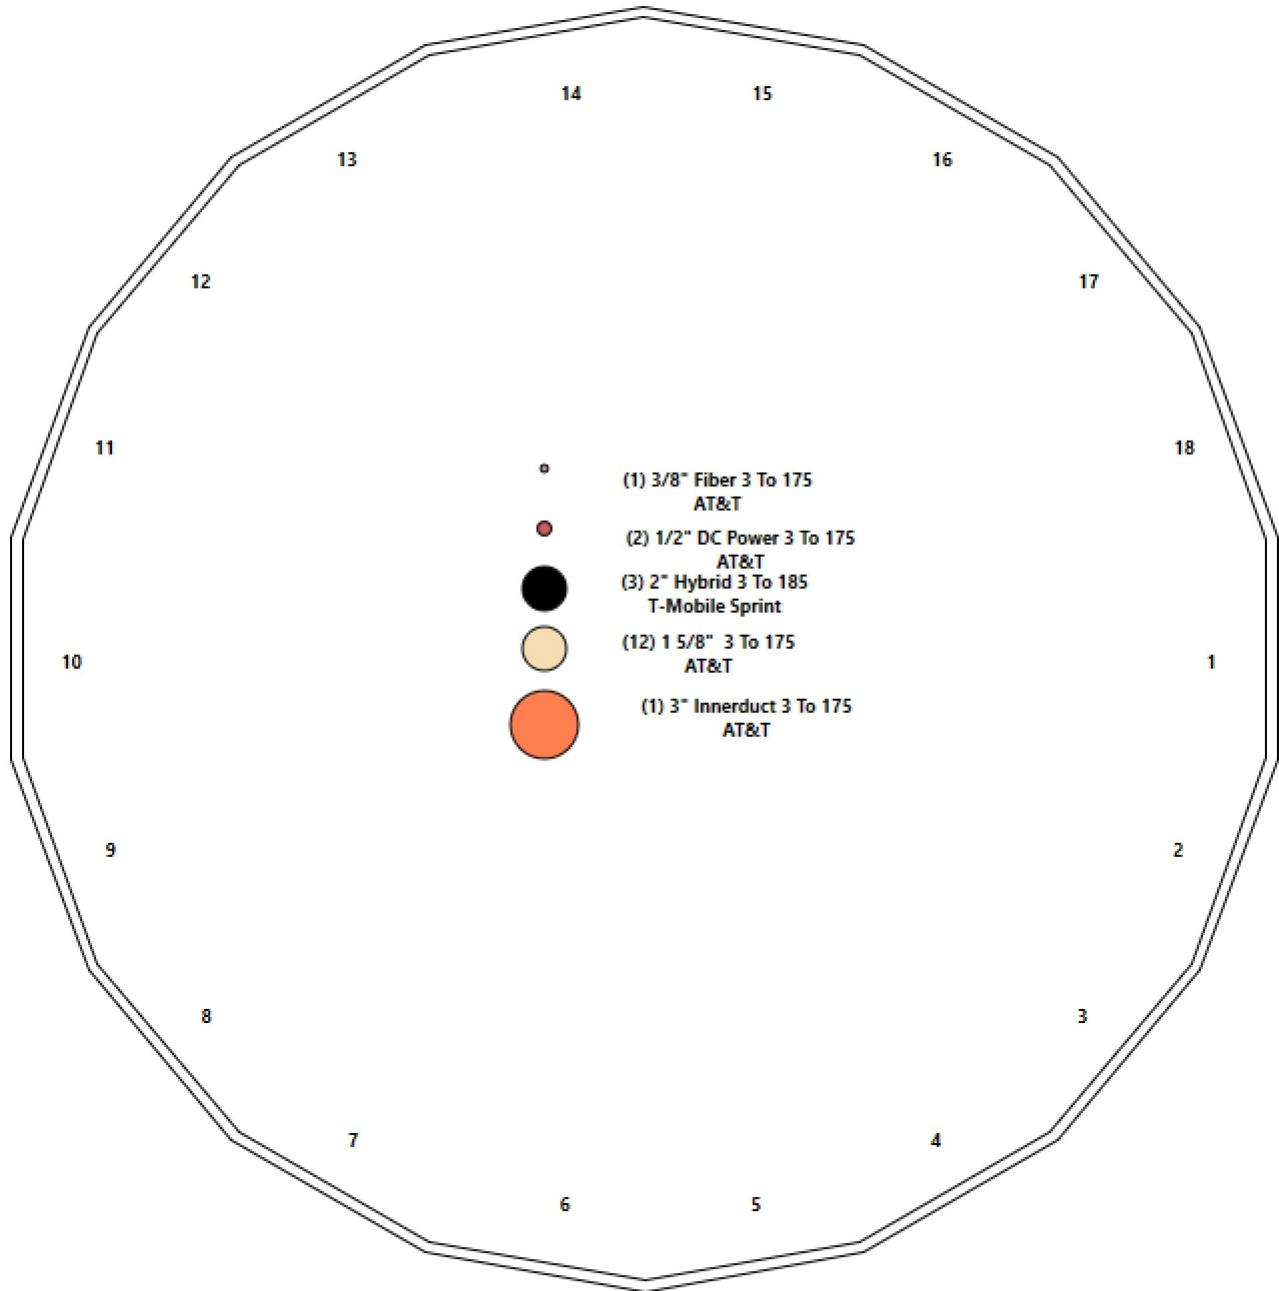 14
15
13
16
12
17
11
18
(1) 3/8" Fiber 3 To 175
AT&T
(2) 1/2" DC Power 3 To 175
AT&T
(3) 2" Hybrid 3 To 185
T-Mobile Sprint
(12) 1 5/8"  3 To 175
AT&T
10
1
(1) 3" Innerduct 3 To 175
AT&T
9
2
8
3
7
4
6
5